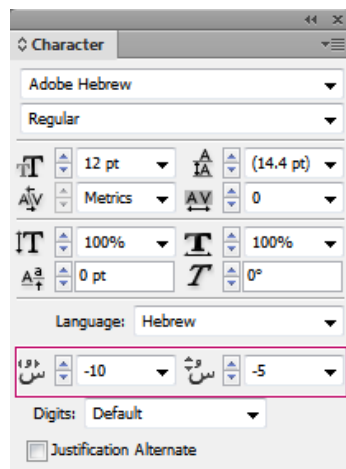 Character
Adobe Hebrew
Regular
12 pt (14.4 pt)
Metrics 0
100% 100%
0 pt 0°
Language: Hebrew
-10 -5
Digits: Default
Justification Alternate